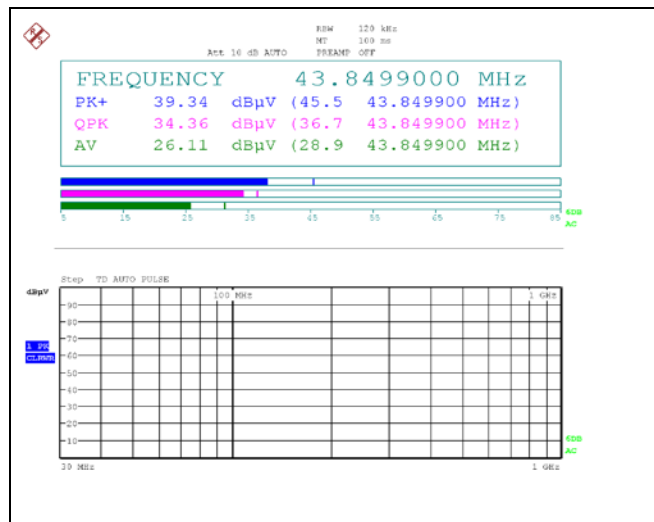 RBW 120 kHz
MT 100 ms
Att 10 dB AUTO PREAMP OFF
FREQUENCY 43.8499000 MHz
PK+ 39.34 dBµV (45.5 43.849900 MHz)
QPK 34.36 dBµV (36.7 43.849900 MHz)
AV 26.11 dBµV (28.9 43.849900 MHz)
5 15 25 35 45 55 65 75 85
6DB
AC
Step TD AUTO PULSE
dBµV
100 MHz 1 GHz
90
80
70
1 PK
CLRWR
60
50
40
30
20
10
6DB
AC
30 MHz 1 GHz